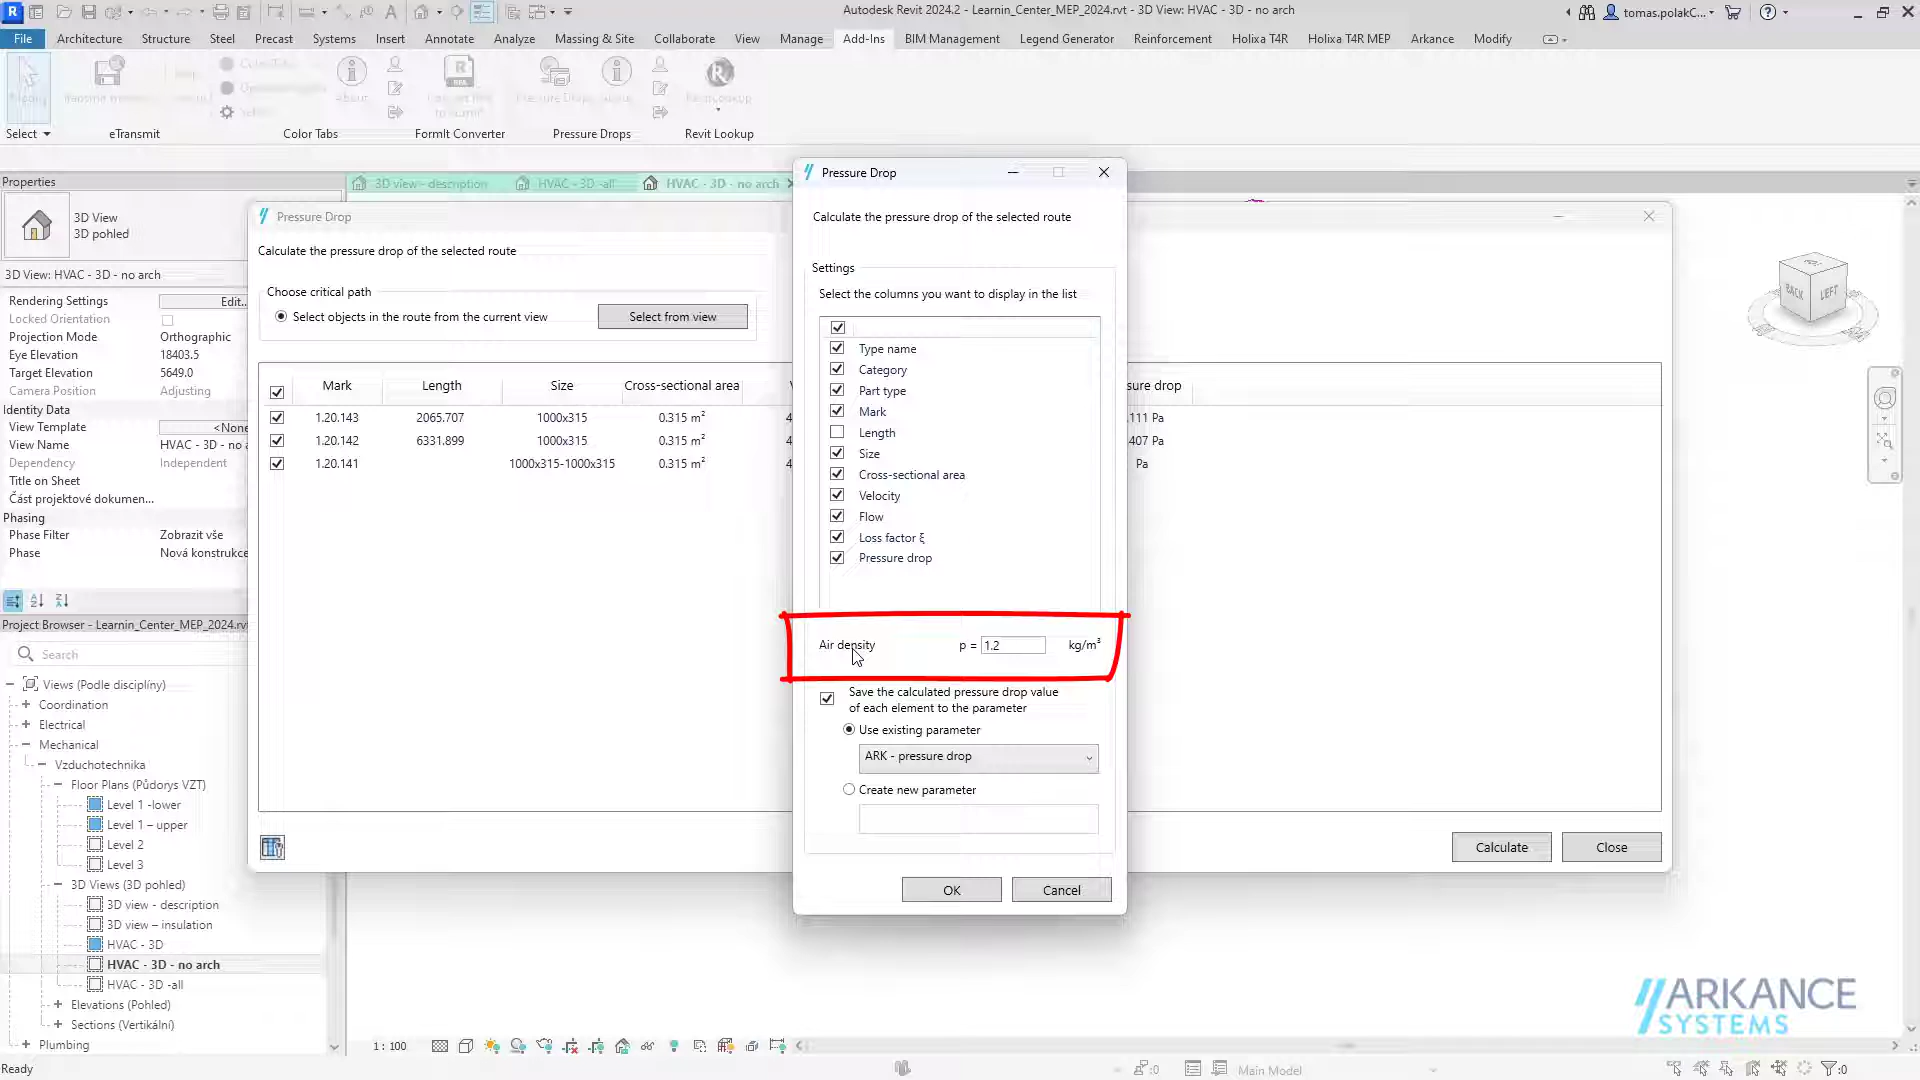 Autodesk Revit 2024.2 - Learnin_Center_MEP_2024.rvt - 3D View: HVAC - 3D - no arch
tomas.polakC...
File Architecture Structure Steel Precast Systems Insert Annotate Analyze Massing & Site Collaborate View Manage Add-Ins BIM Management Legend Generator Reinforcement Holixa T4R Holixa T4R MEP Arkance Modify
Select eTransmit Color Tabs FormIt Converter Pressure Drops Revit Lookup
Properties
3D View
3D pohled
3D View: HVAC - 3D - no arch
Rendering Settings Edit...
Locked Orientation
Projection Mode Orthographic
Eye Elevation 18403.5
Target Elevation 5649.0
Camera Position Adjusting
Identity Data
View Template <None
View Name HVAC - 3D - no a
Dependency Independent
Title on Sheet
Část projektové dokumen...
Phasing
Phase Filter Zobrazit vše
Phase Nová konstrukce
Project Browser - Learnin_Center_MEP_2024.rvt
Search
Views (Podle disciplíny)
Coordination
Electrical
Mechanical
Vzduchotechnika
Floor Plans (Půdorys VZT)
Level 1 -lower
Level 1 – upper
Level 2
Level 3
3D Views (3D pohled)
3D view - description
3D view – insulation
HVAC - 3D
HVAC - 3D - no arch
HVAC - 3D -all
Elevations (Pohled)
Sections (Vertikální)
Plumbing
Ready
3D view - description HVAC - 3D -all HVAC - 3D - no arch
Pressure Drop
Calculate the pressure drop of the selected route
Choose critical path
Select objects in the route from the current view Select from view
Mark Length Size Cross-sectional area V sure drop
1.20.143 2065.707 1000x315 0.315 m² 4 .111 Pa
1.20.142 6331.899 1000x315 0.315 m² 4 407 Pa
1.20.141 1000x315-1000x315 0.315 m² 4 Pa
Calculate Close
Pressure Drop
Calculate the pressure drop of the selected route
Settings
Select the columns you want to display in the list
Type name
Category
Part type
Mark
Length
Size
Cross-sectional area
Velocity
Flow
Loss factor ξ
Pressure drop
Air density p = 1.2 kg/m³
Save the calculated pressure drop value
of each element to the parameter
Use existing parameter
ARK - pressure drop
Create new parameter
OK Cancel
BACK LEFT
1 : 100
:0 Main Model :0
ARKANCE
SYSTEMS